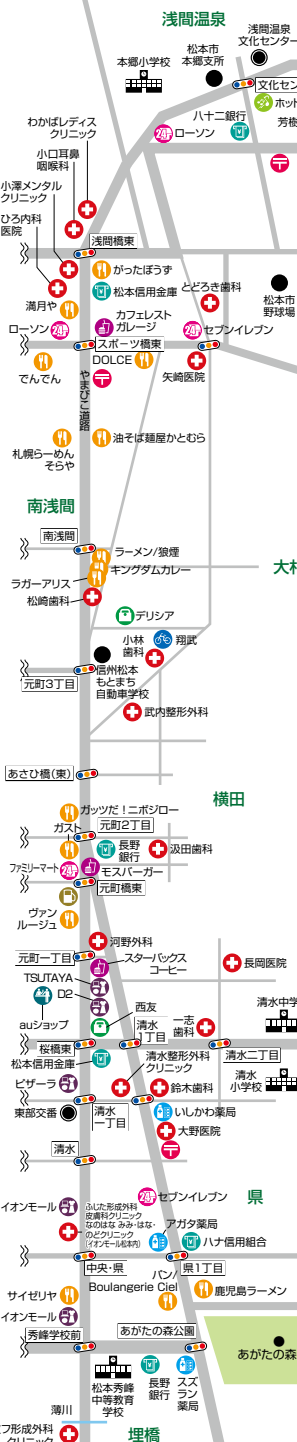 浅間温泉
浅間温泉
文化センター
松本市
本郷支所
本郷小学校
文化セン
ホット
芳樹
八十二銀行
24h
ローソン
わかばレディス
クリニック
小口耳鼻
咽喉科
小澤メンタル
クリニック
ひろ内科
医院
浅間橋東
がったぼうず
松本信用金庫
とどろき歯科
松本市
野球場
満月や
カフェレスト
ガレージ
ローソン
24h
24h
セブンイレブン
スポーツ橋東
DOLCE
でんでん
矢崎医院
やまびこ道路
油そば麺屋かとむら
札幌らーめん
そらや
南浅間
南浅間
ラーメン/狼煙
キングダムカレー
ラガーアリス
松崎歯科
デリシア
小林
歯科
翔武
信州松本
もとまち
自動車学校
元町3丁目
武内整形外科
あさひ橋(東)
横田
ガッツだ!ニボジロー
元町2丁目
ガスト
長野
銀行
汲田歯科
ファミリーマート
24h
モスバーガー
元町橋東
ヴァン
ルージュ
河野外科
元町一丁目
スターバックス
コーヒー
長岡医院
TSUTAYA
D2
auショップ
西友
清水
1丁目
一志
歯科
清水中学
桜橋東
清水二丁目
松本信用金庫
清水整形外科
クリニック
清水
小学校
ピザーラ
鈴木歯科
東部交番
清水
一丁目
いしかわ薬局
大野医院
清水
県
イオンモール
24h
セブンイレブン
ふじた形成外科
皮膚科クリニック
なのはな みみ・はな・
のどクリニック
(イオンモール松本内)
アガタ薬局
ハナ信用組合
中央・県
県1丁目
パン/
Boulangerie Ciel
サイゼリヤ
鹿児島ラーメン
イオンモール
秀峰学校前
あがたの森公園
あがたの森
松本秀峰
中等教育
学校
長野
銀行
スズ
ラン
薬局
薄川
形成外科
埋橋